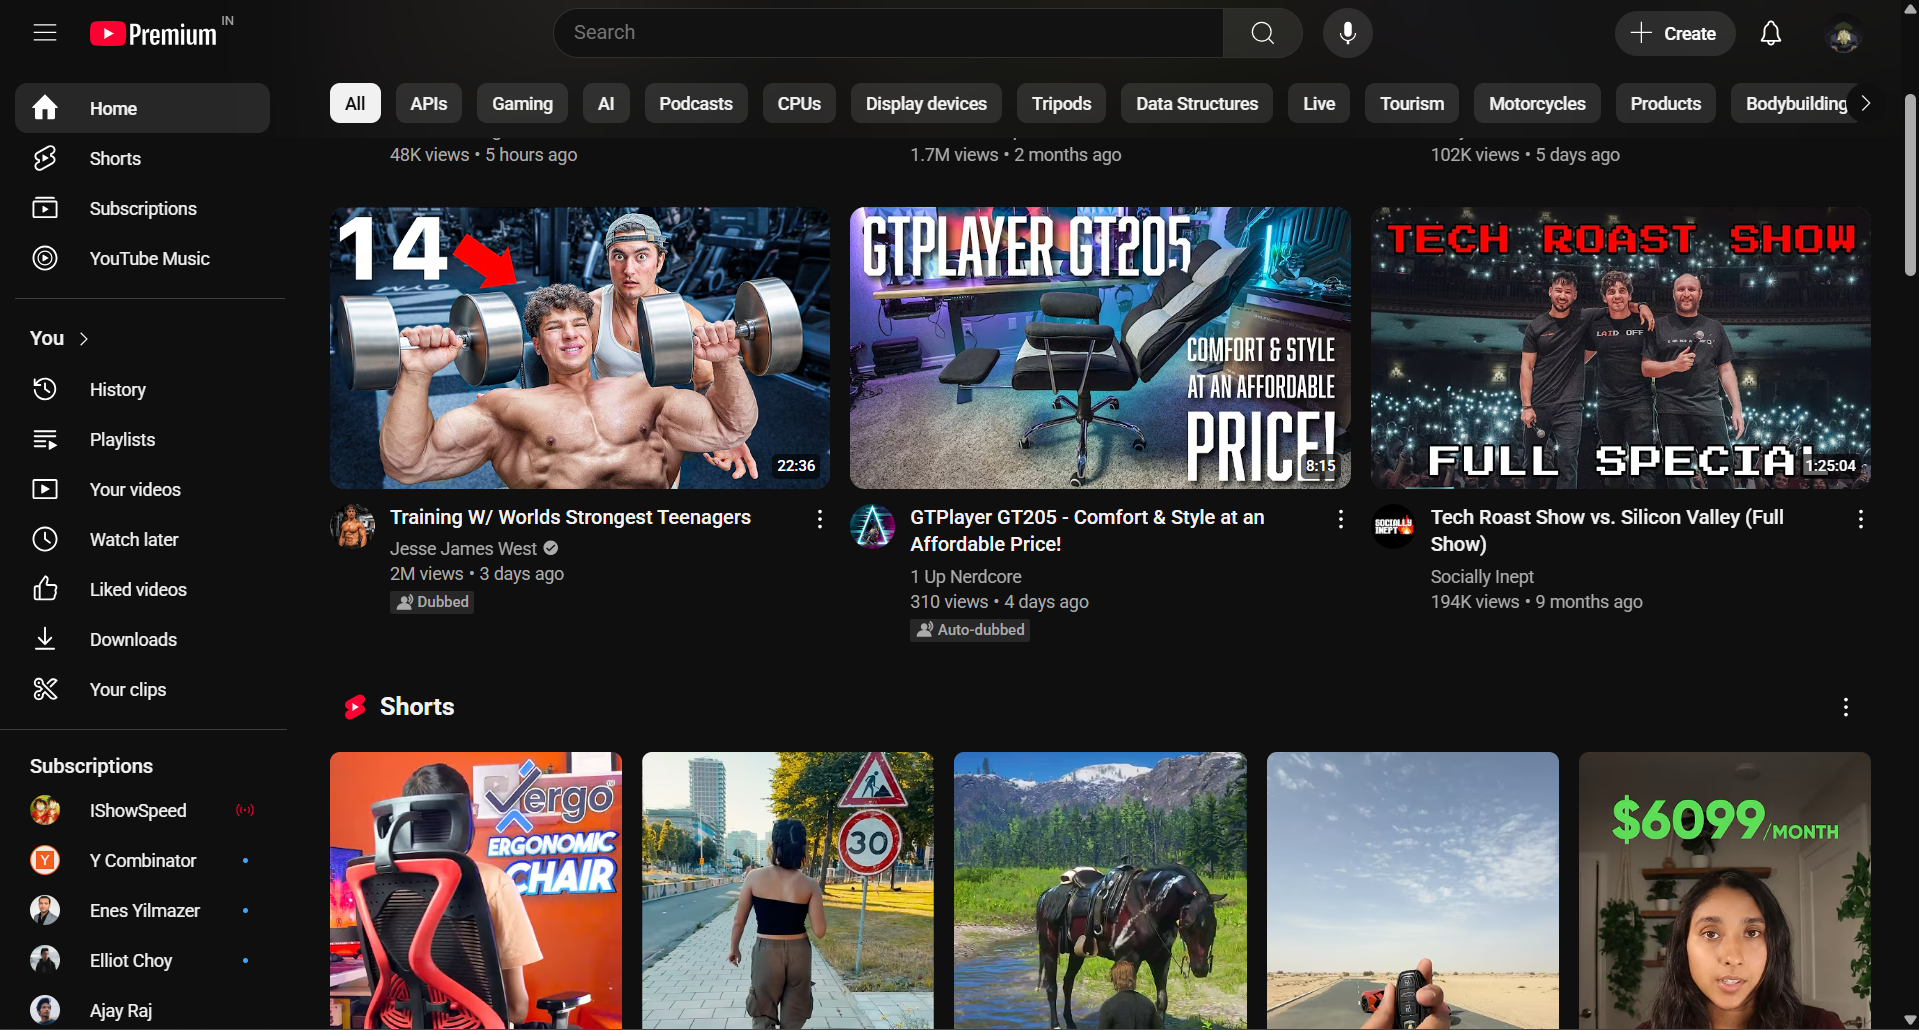 Premium IN
Search
Create
Home
Shorts
Subscriptions
YouTube Music
You
History
Playlists
Your videos
Watch later
Liked videos
Downloads
Your clips
Subscriptions
IShowSpeed
Y Combinator
Enes Yilmazer
Elliot Choy
Ajay Raj
All APIs Gaming AI Podcasts CPUs Display devices Tripods Data Structures Live Tourism Motorcycles Products Bodybuilding
48K views • 5 hours ago
1.7M views • 2 months ago
102K views • 5 days ago
14
22:36
Training W/ Worlds Strongest Teenagers
Jesse James West
2M views • 3 days ago
Dubbed
GTPLAYER GT205
COMFORT & STYLE
AT AN AFFORDABLE
PRICE!
8:15
GTPlayer GT205 - Comfort & Style at an
Affordable Price!
1 Up Nerdcore
310 views • 4 days ago
Auto-dubbed
TECH ROAST SHOW
LAID OFF
FULL SPECIAL
1:25:04
SOCIALLY
INEPT
Tech Roast Show vs. Silicon Valley (Full
Show)
Socially Inept
194K views • 9 months ago
Shorts
Vergo
ERGONOMIC
CHAIR
30
$6099/MONTH